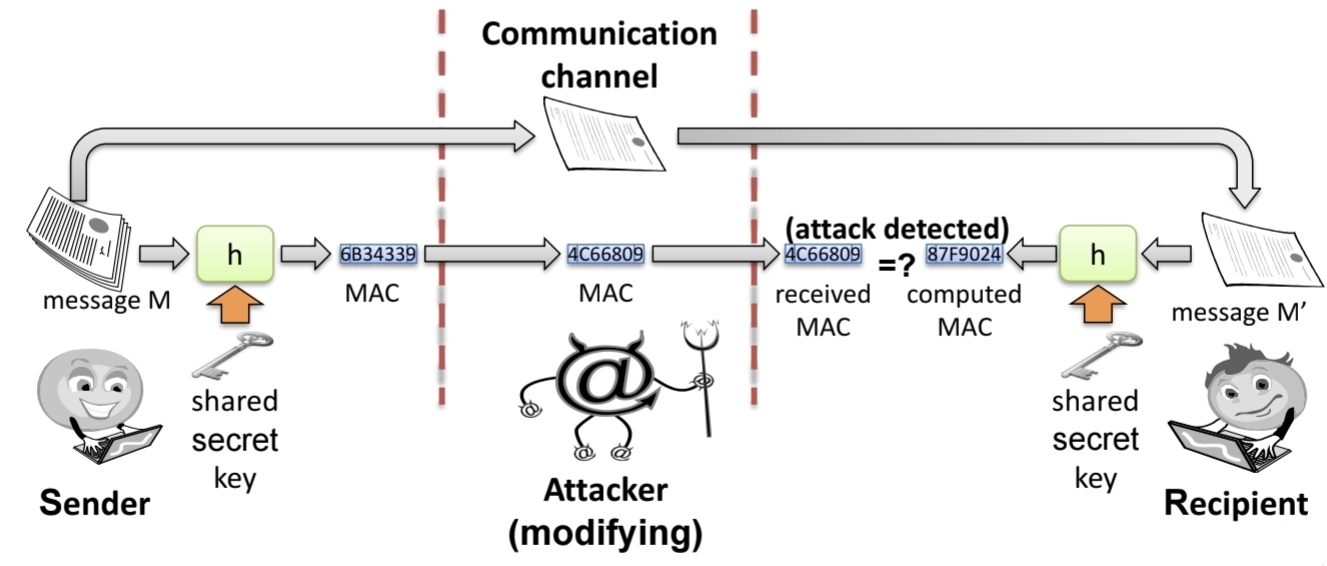 Communication
channel
(attack detected)
h
6B34339
4C66809
4C66809
=?
87F9024
h
message M
MAC
MAC
received
MAC
computed
MAC
message M’
shared
secret
key
shared
secret
key
@
Sender
Attacker
(modifying)
Recipient